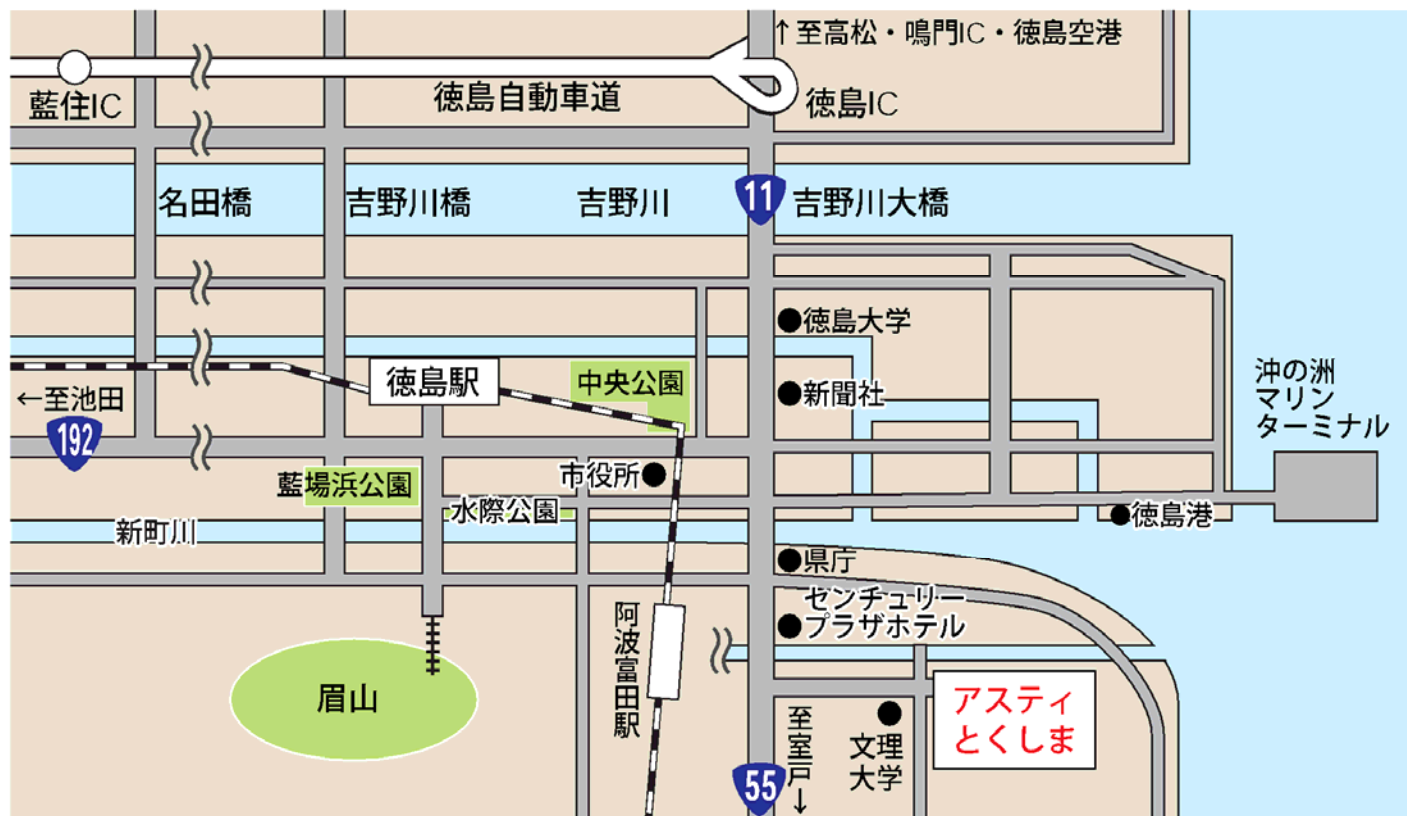 ↑至高松・鳴門IC・徳島空港
藍住IC
徳島自動車道
徳島IC
名田橋
吉野川橋
吉野川
11
吉野川大橋
徳島大学
徳島駅
中央公園
新聞社
←至池田
192
沖の洲
マリン
ターミナル
藍場浜公園
市役所
水際公園
新町川
徳島港
県庁
センチュリー
プラザホテル
阿波富田駅
眉山
アスティ
とくしま
至室戸↓
文理
大学
55